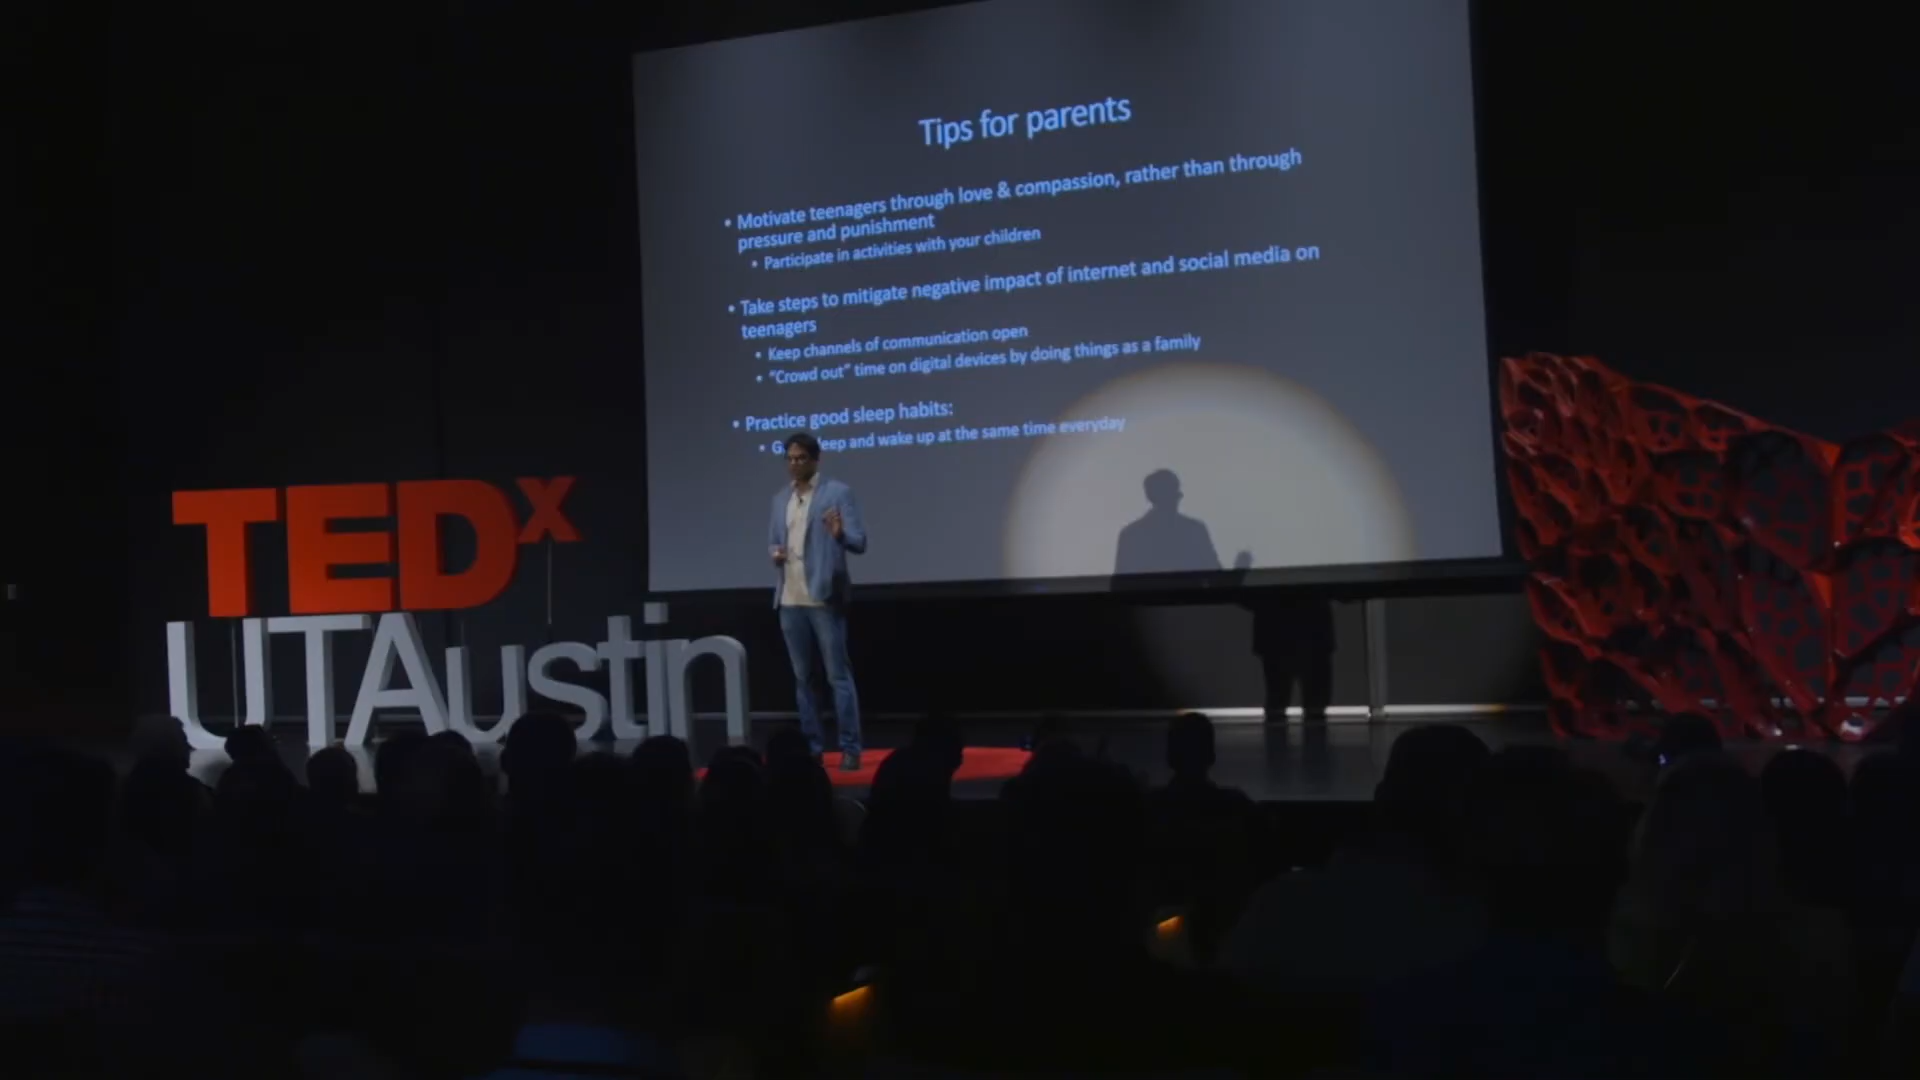 Tips for parents
• Motivate teenagers through love & compassion, rather than through
pressure and punishment
• Participate in activities with your children
• Take steps to mitigate negative impact of internet and social media on
teenagers
• Keep channels of communication open
• "Crowd out" time on digital devices by doing things as a family
• Practice good sleep habits:
• and wake up at the same time everyday
TEDx
UTAustin